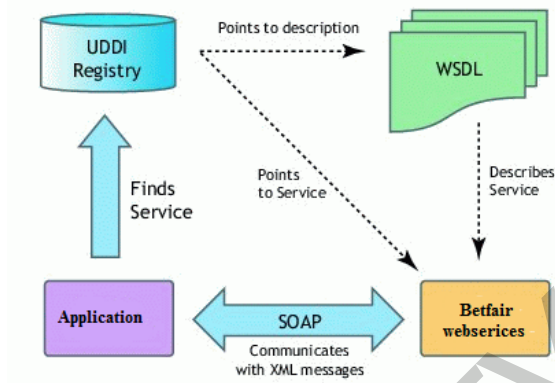 Points to description
UDDI
Registry
WSDL
Points
to Service
Describes
Service
Finds
Service
Application
SOAP
Betfair
webserices
Communicates
with XML messages